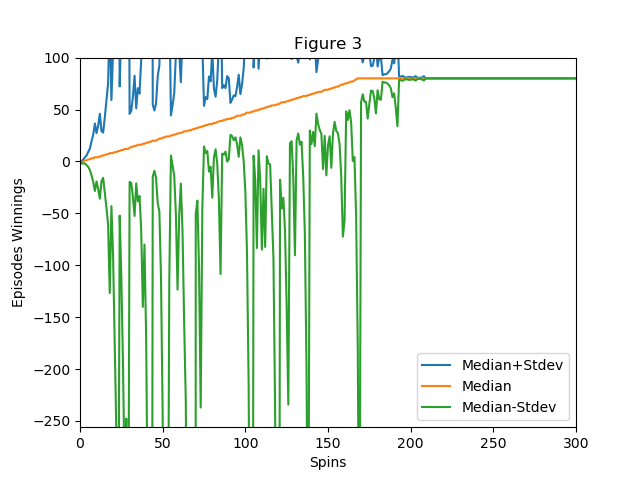 Figure 3
Episodes Winnings
100
50
0
−50
−100
−150
−200
−250
0 50 100 150 200 250 300
Spins
Median+Stdev
Median
Median-Stdev